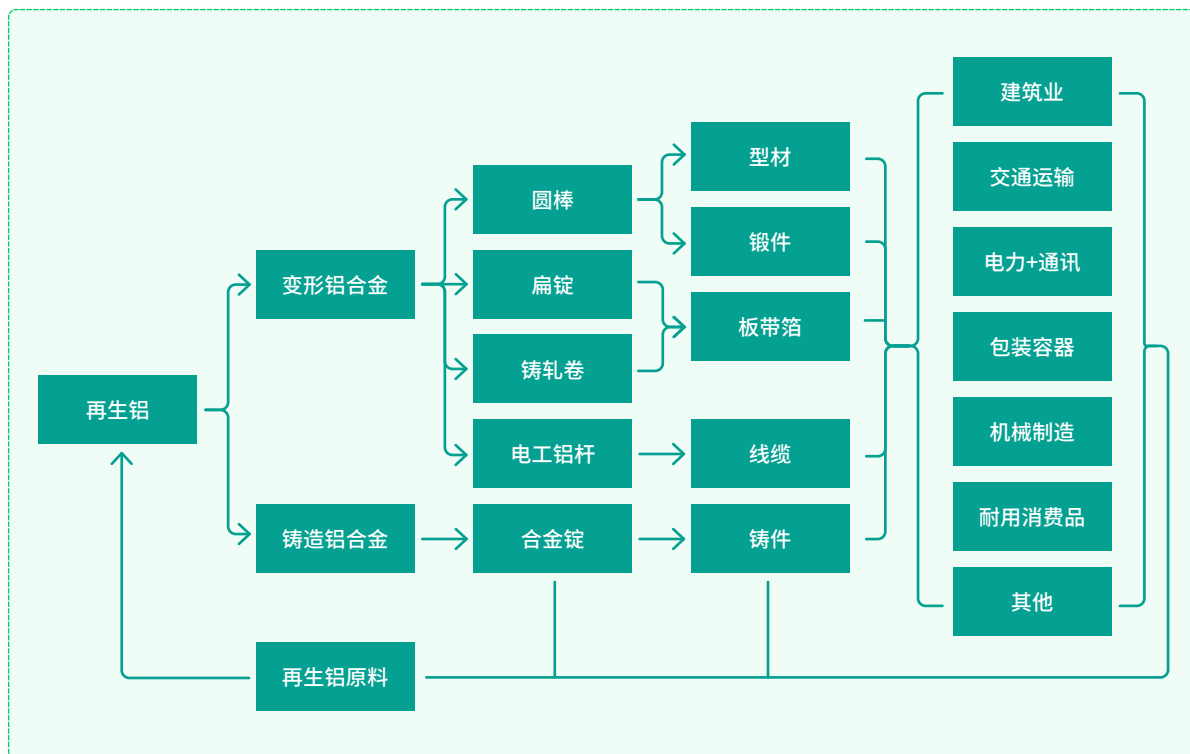 再生铝
变形铝合金
铸造铝合金
再生铝原料
圆棒
扁锭
铸轧卷
电工铝杆
合金锭
型材
锻件
板带箔
线缆
铸件
建筑业
交通运输
电力+通讯
包装容器
机械制造
耐用消费品
其他